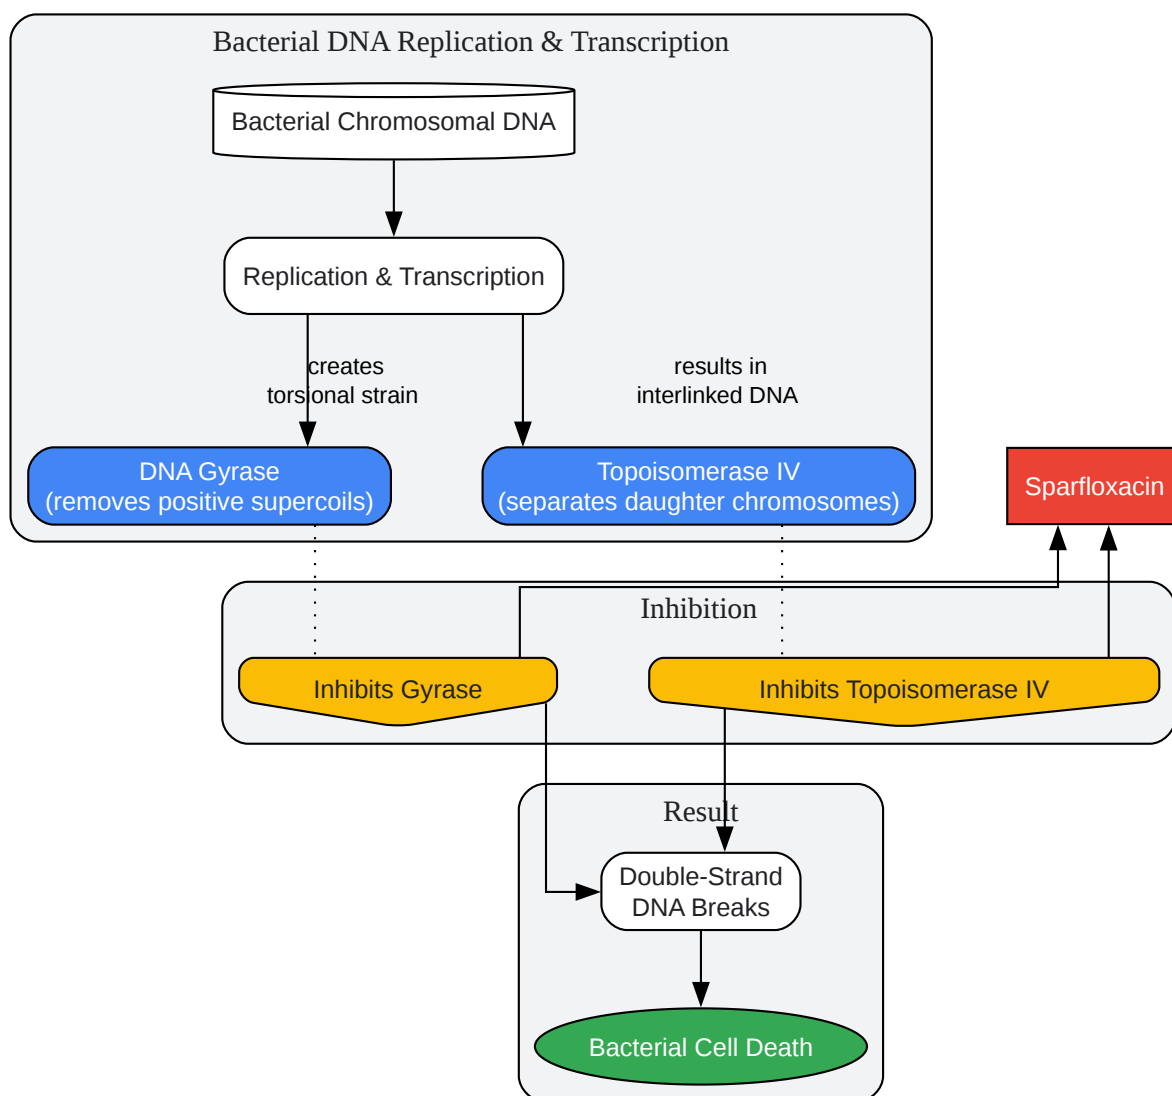 Bacterial DNA Replication & Transcription
Bacterial Chromosomal DNA
Replication & Transcription
creates
torsional strain
results in
interlinked DNA
DNA Gyrase
(removes positive supercoils)
Topoisomerase IV
(separates daughter chromosomes)
Sparfloxacin
Inhibition
Inhibits Gyrase
Inhibits Topoisomerase IV
Result
Double-Strand
DNA Breaks
Bacterial Cell Death